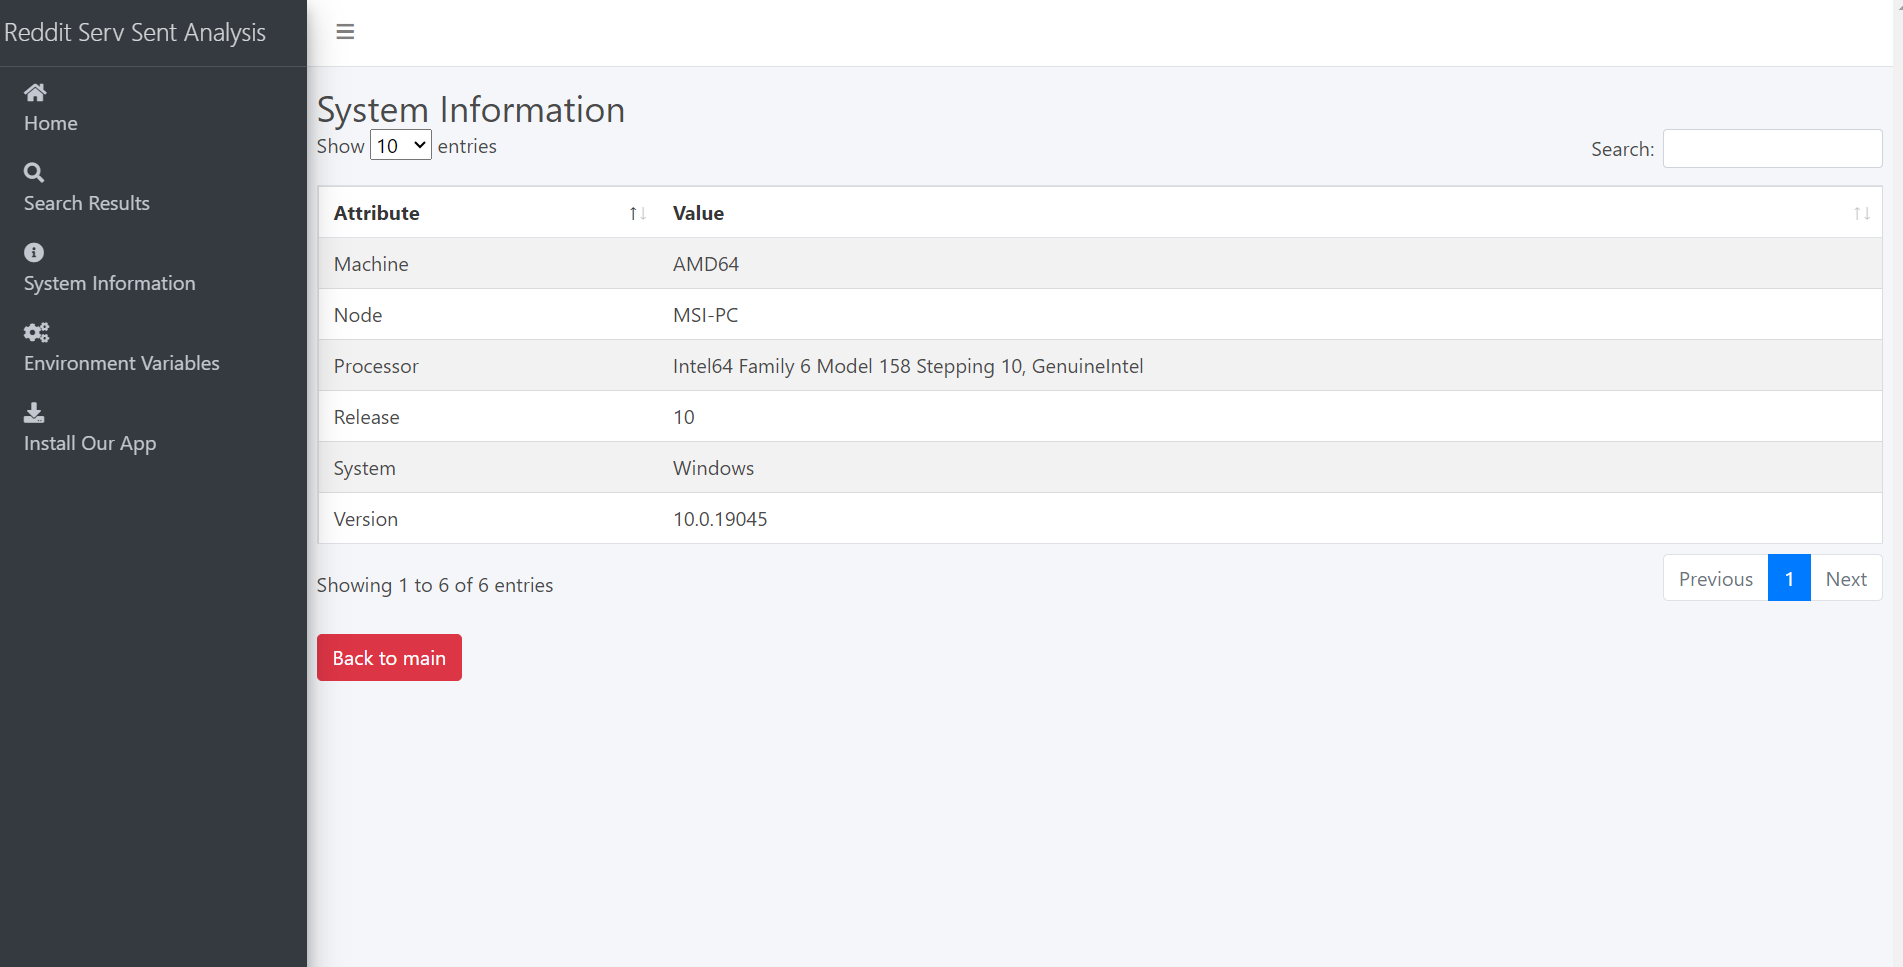 Reddit Serv Sent Analysis
Home
Search Results
System Information
Environment Variables
Install Our App
System Information
Show 10 entries
Search:
Attribute Value
Machine AMD64
Node MSI-PC
Processor Intel64 Family 6 Model 158 Stepping 10, GenuineIntel
Release 10
System Windows
Version 10.0.19045
Showing 1 to 6 of 6 entries
Previous 1 Next
Back to main